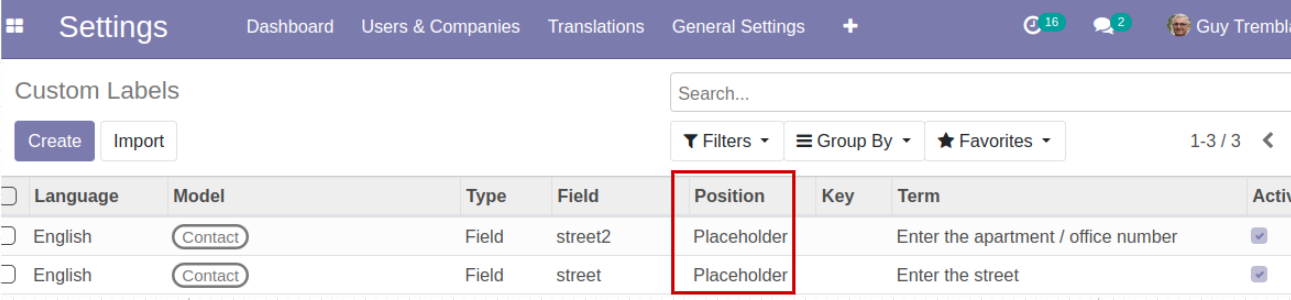 Settings Dashboard Users & Companies Translations General Settings 16 2 Guy
Custom Labels Search...
Create Import Filters Group By Favorites 1-3 / 3
Language Model Type Field Position Key Term
English Contact Field street2 Placeholder Enter the apartment / office number
English Contact Field street Placeholder Enter the street